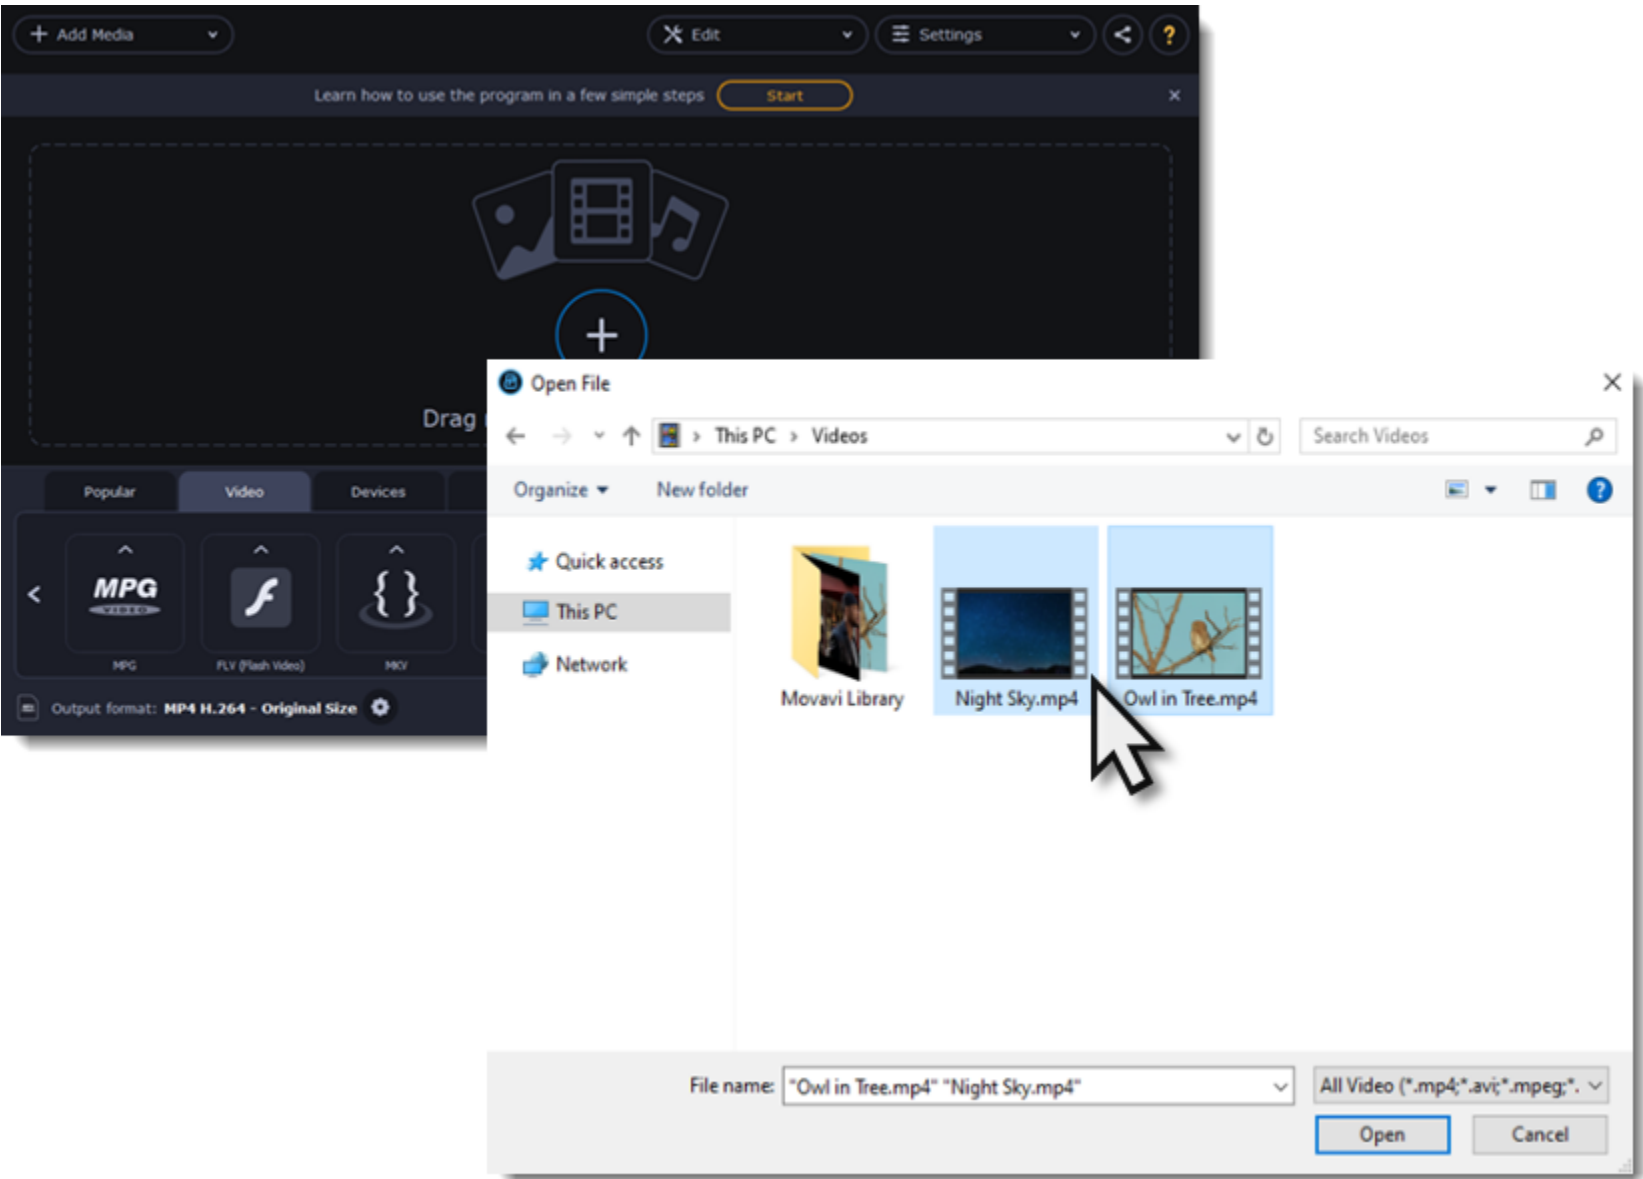 Add Media
Edit
Settings
?
Learn how to use the program in a few simple steps
Start
Drag
Popular
Video
Devices
MPG
VIDEO
MPG
FLV (Flash Video)
MKV
Output format: MP4 H.264 - Original Size
Open File
This PC > Videos
Search Videos
Organize
New folder
?
Quick access
This PC
Network
Movavi Library
Night Sky.mp4
Owl in Tree.mp4
File name: "Owl in Tree.mp4" "Night Sky.mp4"
All Video (*.mp4;*.avi;*.mpeg;*.
Open
Cancel